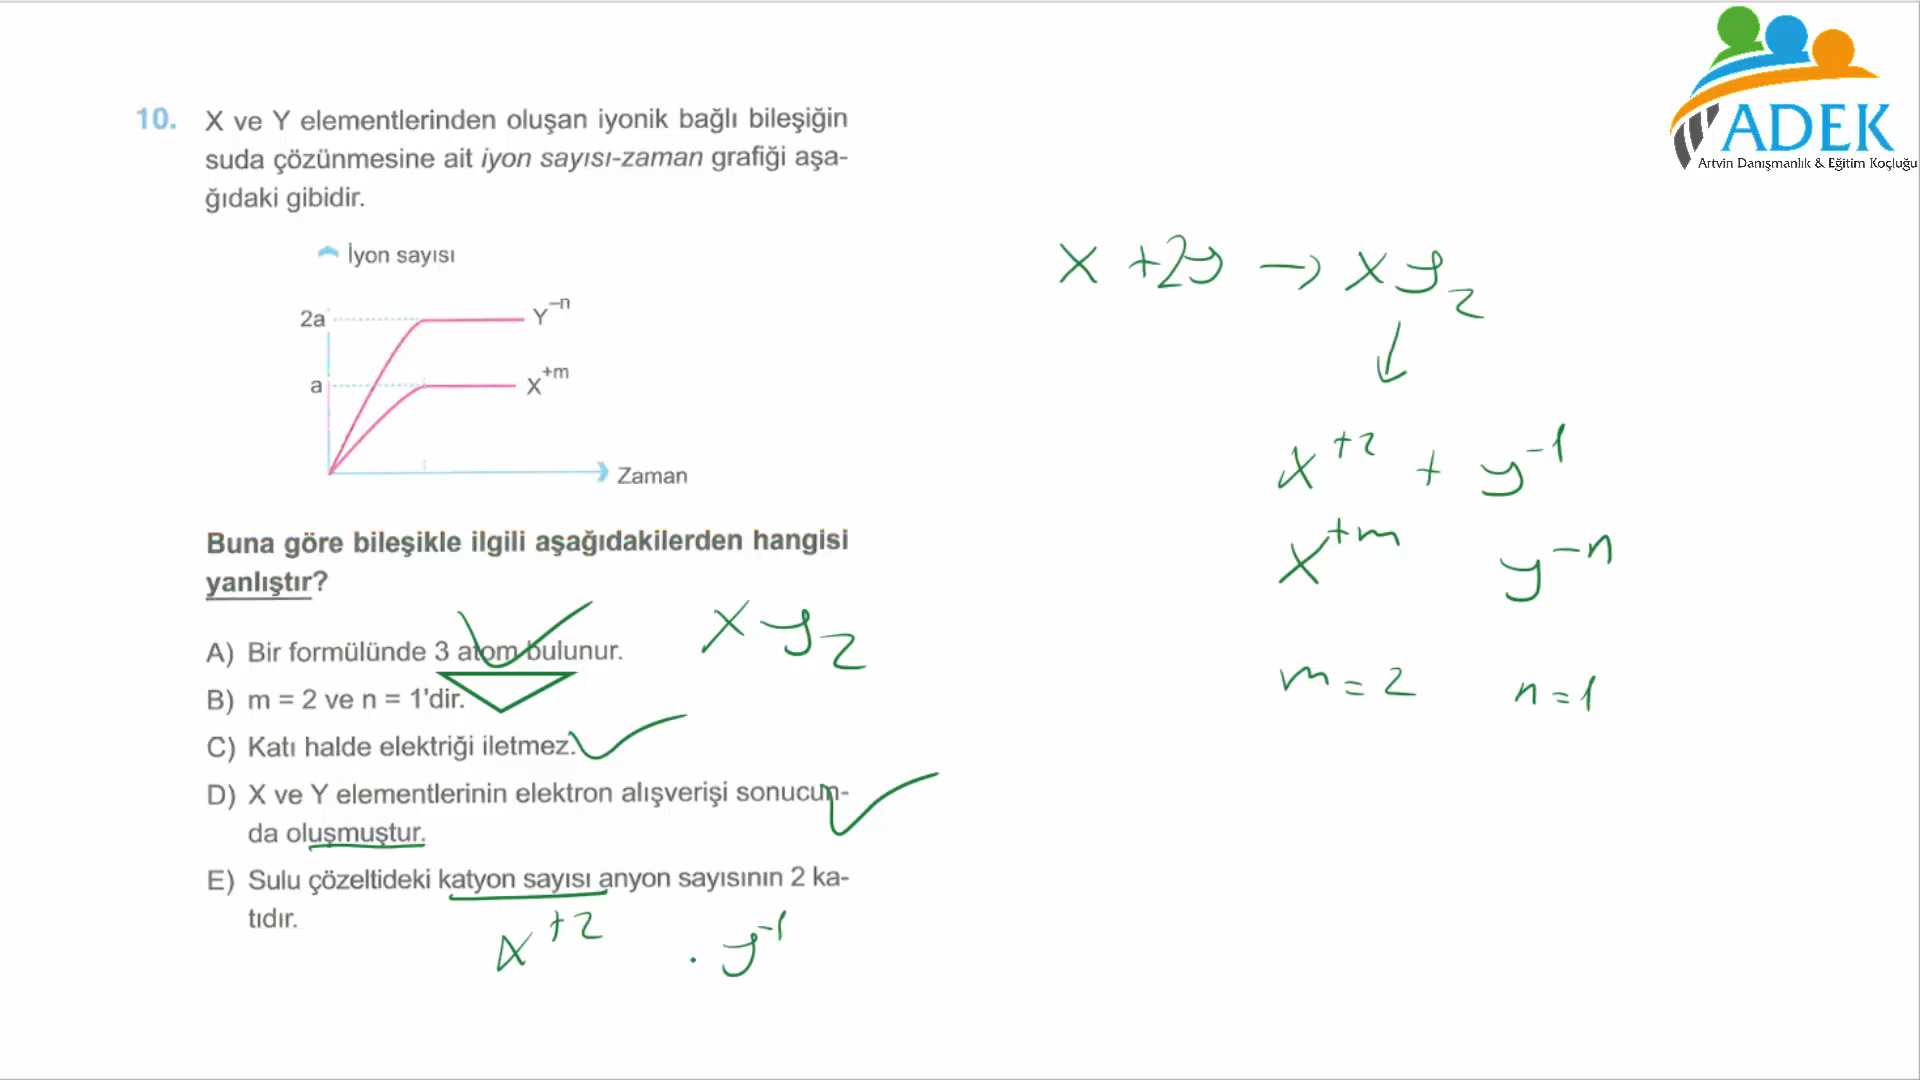 ADEK
Artvin Danışmanlık & Eğitim Koçluğu
10. X ve Y elementlerinden oluşan iyonik bağlı bileşiğin
suda çözünmesine ait iyon sayısı-zaman grafiği aşa-
ğıdaki gibidir.
İyon sayısı
2a
Y⁻ⁿ
a
X⁺ᵐ
Zaman
Buna göre bileşikle ilgili aşağıdakilerden hangisi
yanlıştır?
A) Bir formülünde 3 atom bulunur.
B) m = 2 ve n = 1'dir.
C) Katı halde elektriği iletmez.
D) X ve Y elementlerinin elektron alışverişi sonucun-
da oluşmuştur.
E) Sulu çözeltideki katyon sayısı anyon sayısının 2 ka-
tıdır.
x y₂
x⁺² . y⁻¹
x + 2y → x y₂
↓
x⁺² + y⁻¹
x⁺ᵐ y⁻ⁿ
m = 2 n = 1